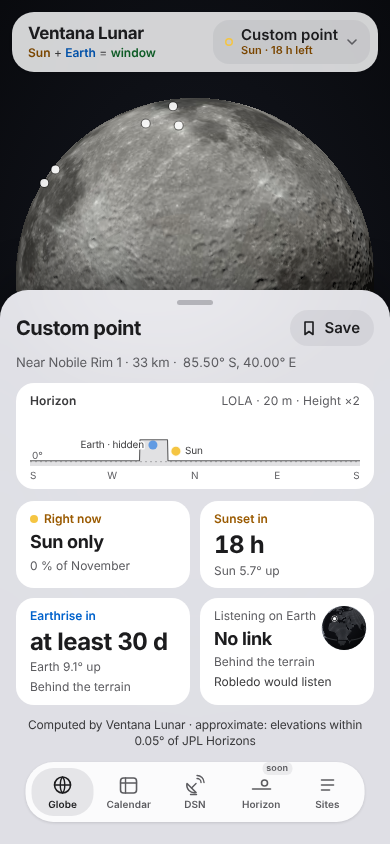 Ventana Lunar
Sun + Earth = window
Custom point
Sun · 18 h left
Custom point
Save
Near Nobile Rim 1 · 33 km · 85.50° S, 40.00° E
Horizon
LOLA · 20 m · Height ×2
Earth · hidden
Sun
0°
S W N E S
Right now
Sun only
0 % of November
Sunset in
18 h
Sun 5.7° up
Earthrise in
at least 30 d
Earth 9.1° up
Behind the terrain
Listening on Earth
No link
Behind the terrain
Robledo would listen
Computed by Ventana Lunar · approximate: elevations within
0.05° of JPL Horizons
soon
Globe Calendar DSN Horizon Sites